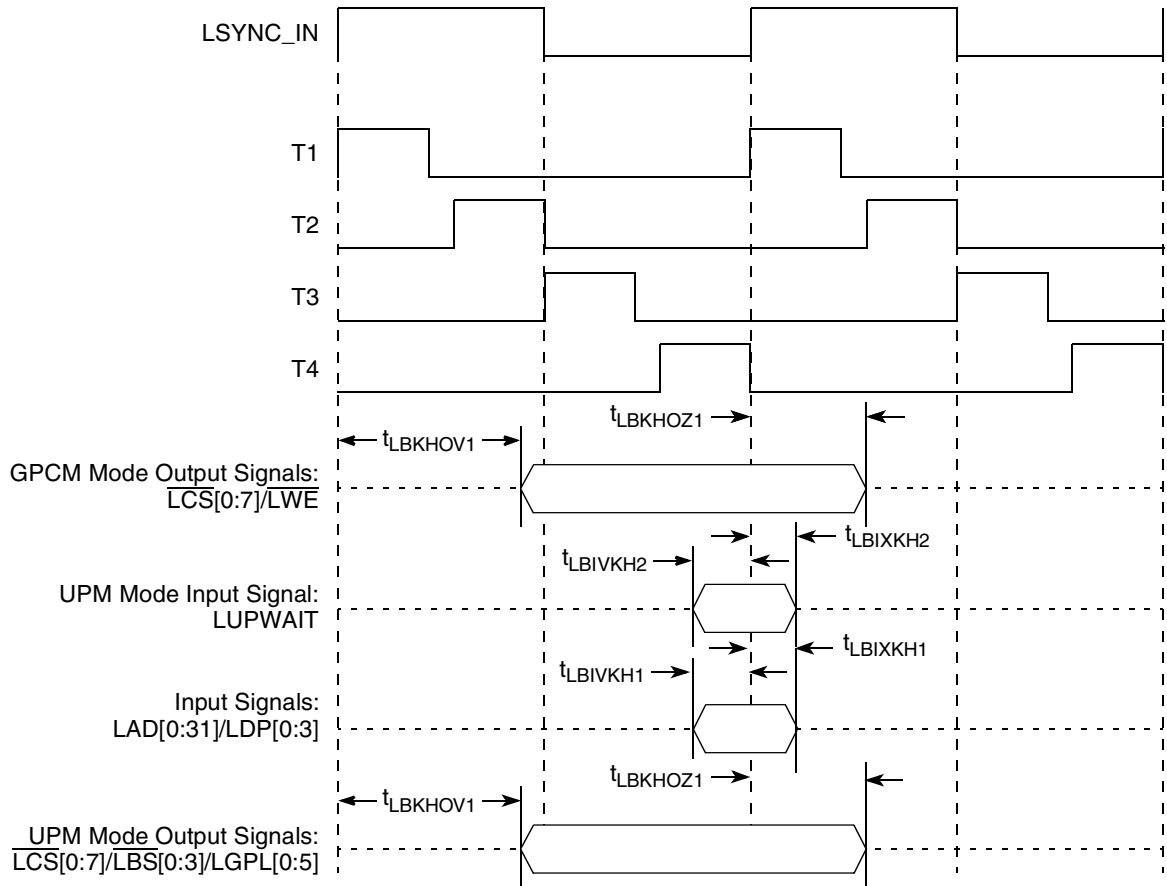 LSYNC_IN
T1
T2
T3
T4
tLBKHOZ1
tLBKHOV1
GPCM Mode Output Signals:
LCS[0:7]/LWE
tLBIXKH2
tLBIVKH2
UPM Mode Input Signal:
LUPWAIT
tLBIXKH1
tLBIVKH1
Input Signals:
LAD[0:31]/LDP[0:3]
tLBKHOZ1
tLBKHOV1
UPM Mode Output Signals:
LCS[0:7]/LBS[0:3]/LGPL[0:5]